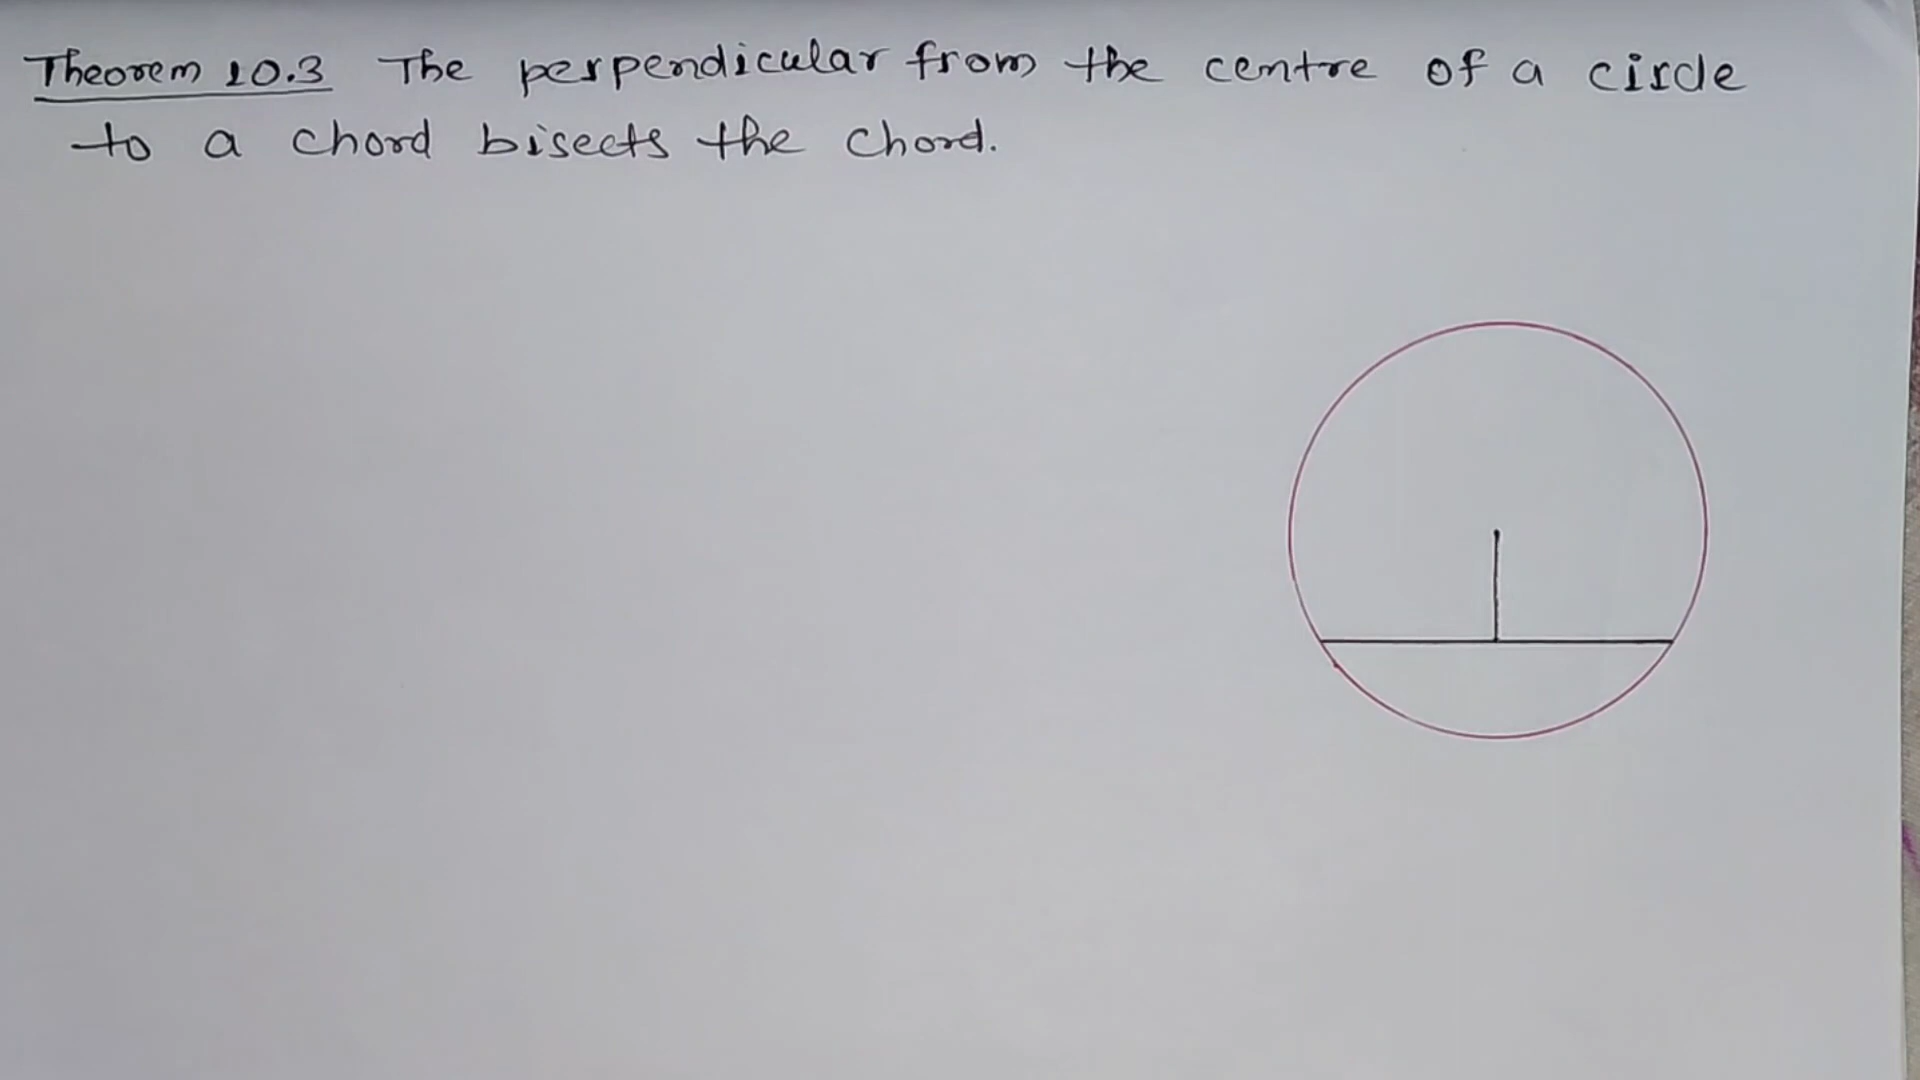 Theorem 10.3 The perpendicular from the centre of a circle
to a chord bisects the chord.